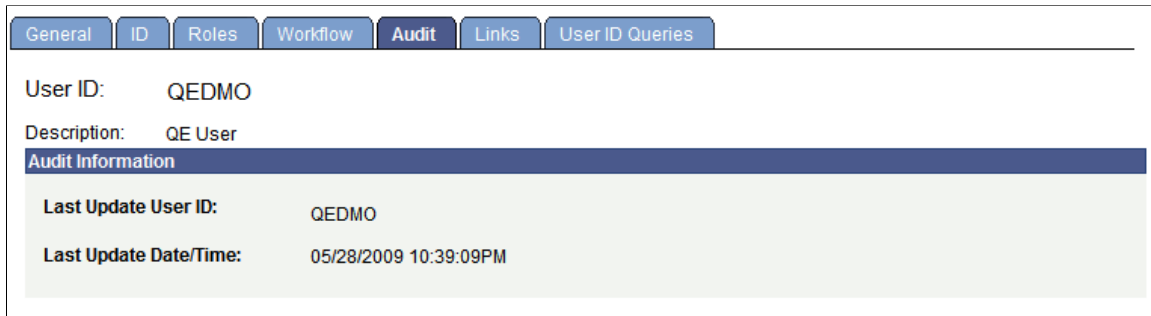 General ID Roles Workflow Audit Links User ID Queries
User ID: QEDMO
Description: QE User
Audit Information
Last Update User ID: QEDMO
Last Update Date/Time: 05/28/2009 10:39:09PM